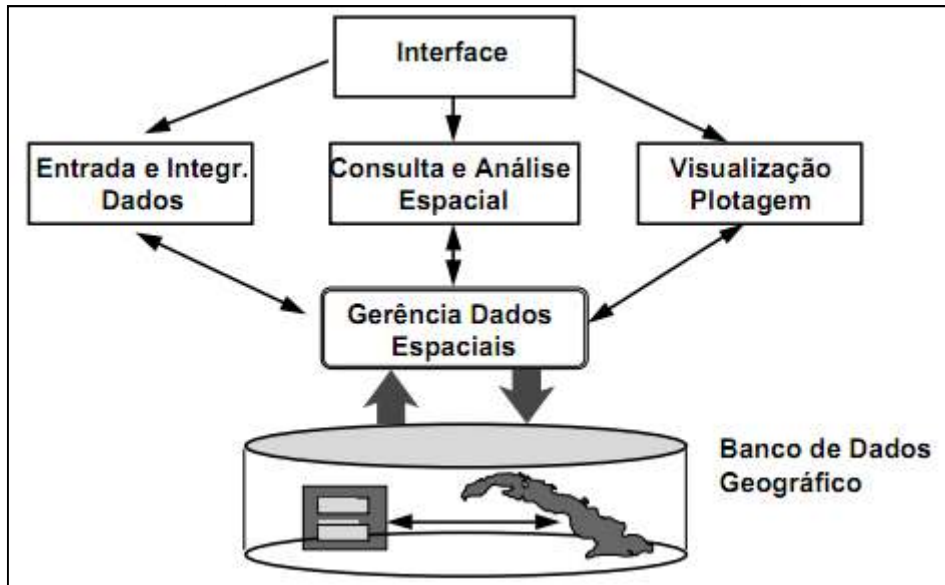 Interface
Entrada e Integr.
Dados
Consulta e Análise
Espacial
Visualização
Plotagem
Gerência Dados
Espaciais
Banco de Dados
Geográfico